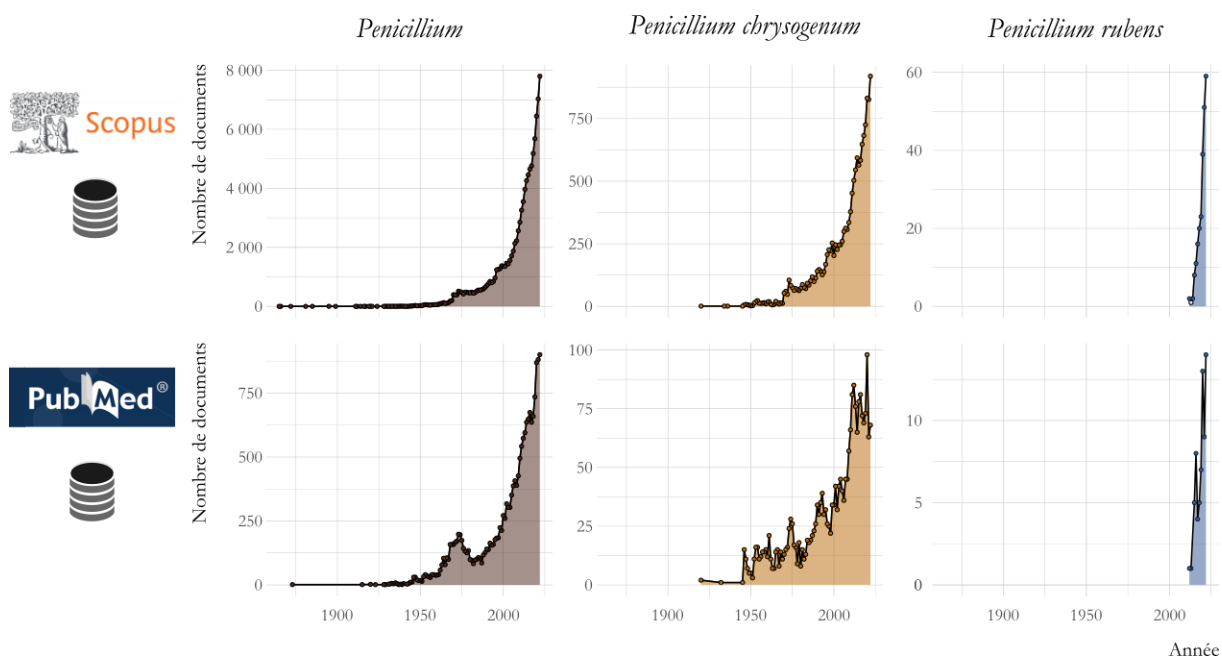 Penicillium
Penicillium chrysogenum
Penicillium rubens
Scopus
Nombre de documents
8 000
6 000
4 000
2 000
0
750
500
250
0
60
40
20
0
PubMed®
Nombre de documents
750
500
250
0
1900 1950 2000
100
75
50
25
0
1900 1950 2000
10
5
0
1900 1950 2000
Année